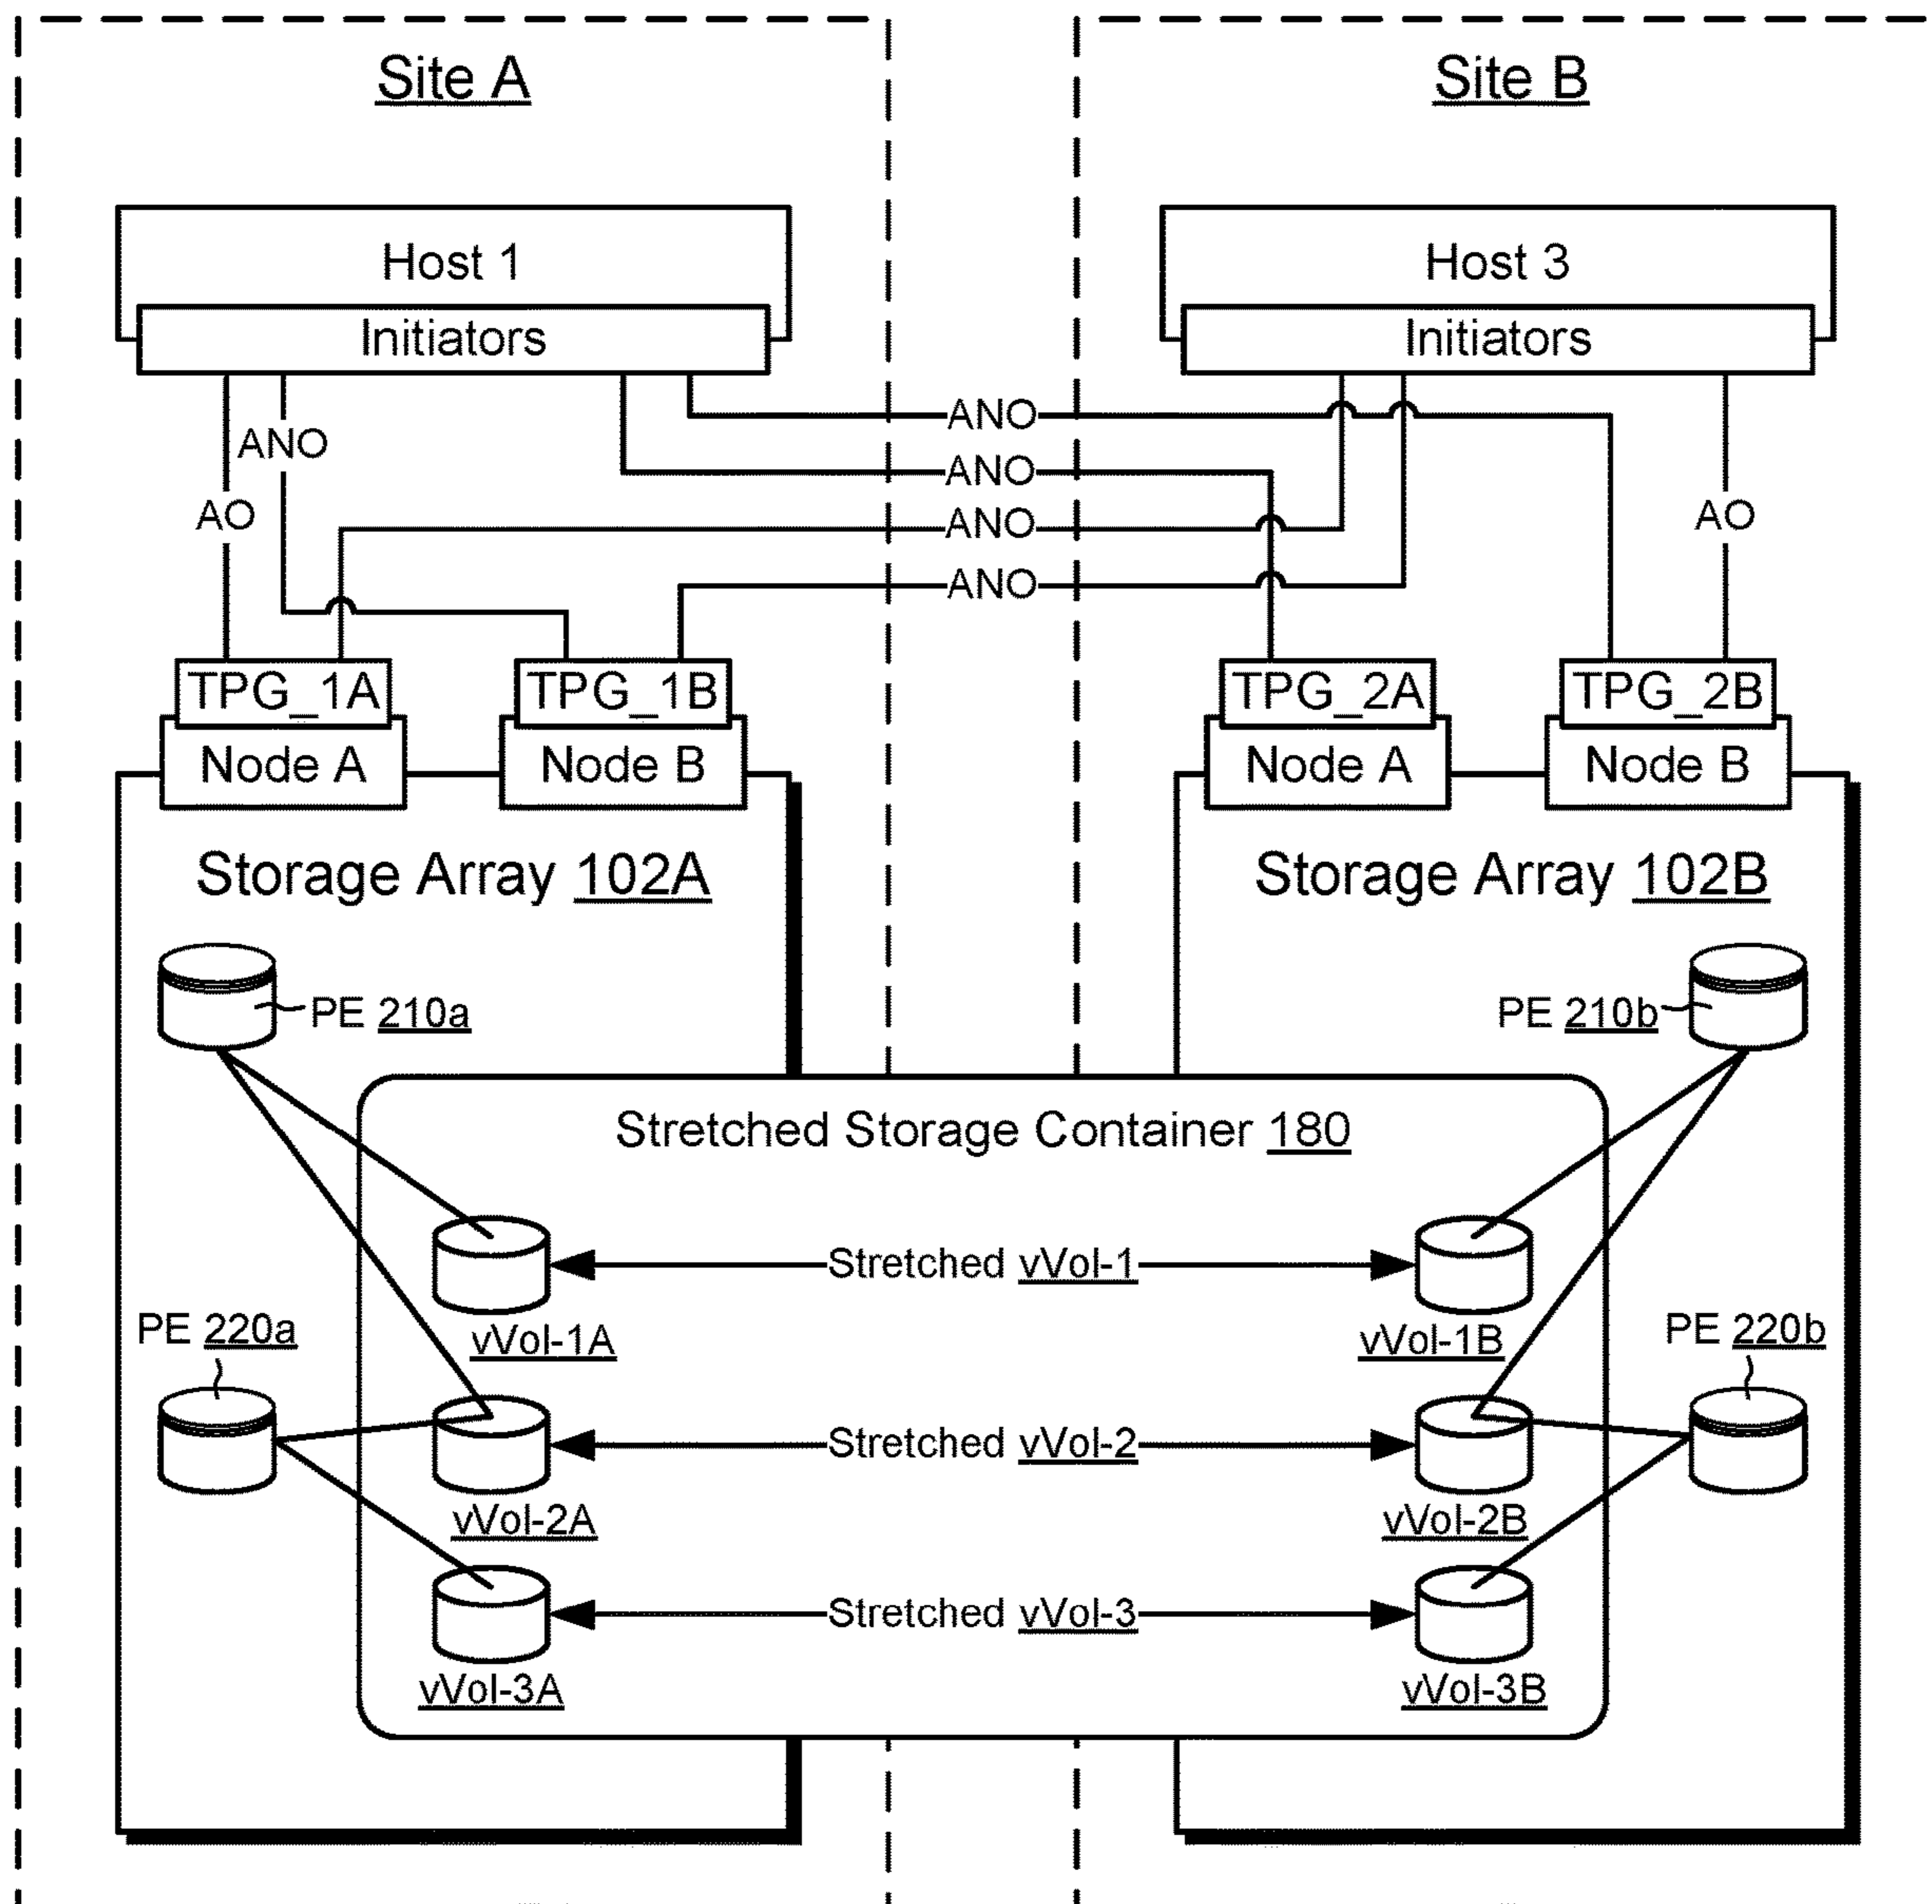 Site A
Site B
Host 1
Host 3
Initiators
Initiators
ANO
ANO
ANO
AO
ANO
AO
ANO
ANO
TPG_1A
TPG_1B
TPG_2A
TPG_2B
Node A
Node B
Node A
Node B
Storage Array 102A
Storage Array 102B
PE 210a
PE 210b
Stretched Storage Container 180
Stretched vVol-1
PE 220a
vVol-1A
vVol-1B
PE 220b
Stretched vVol-2
vVol-2A
vVol-2B
Stretched vVol-3
vVol-3A
vVol-3B